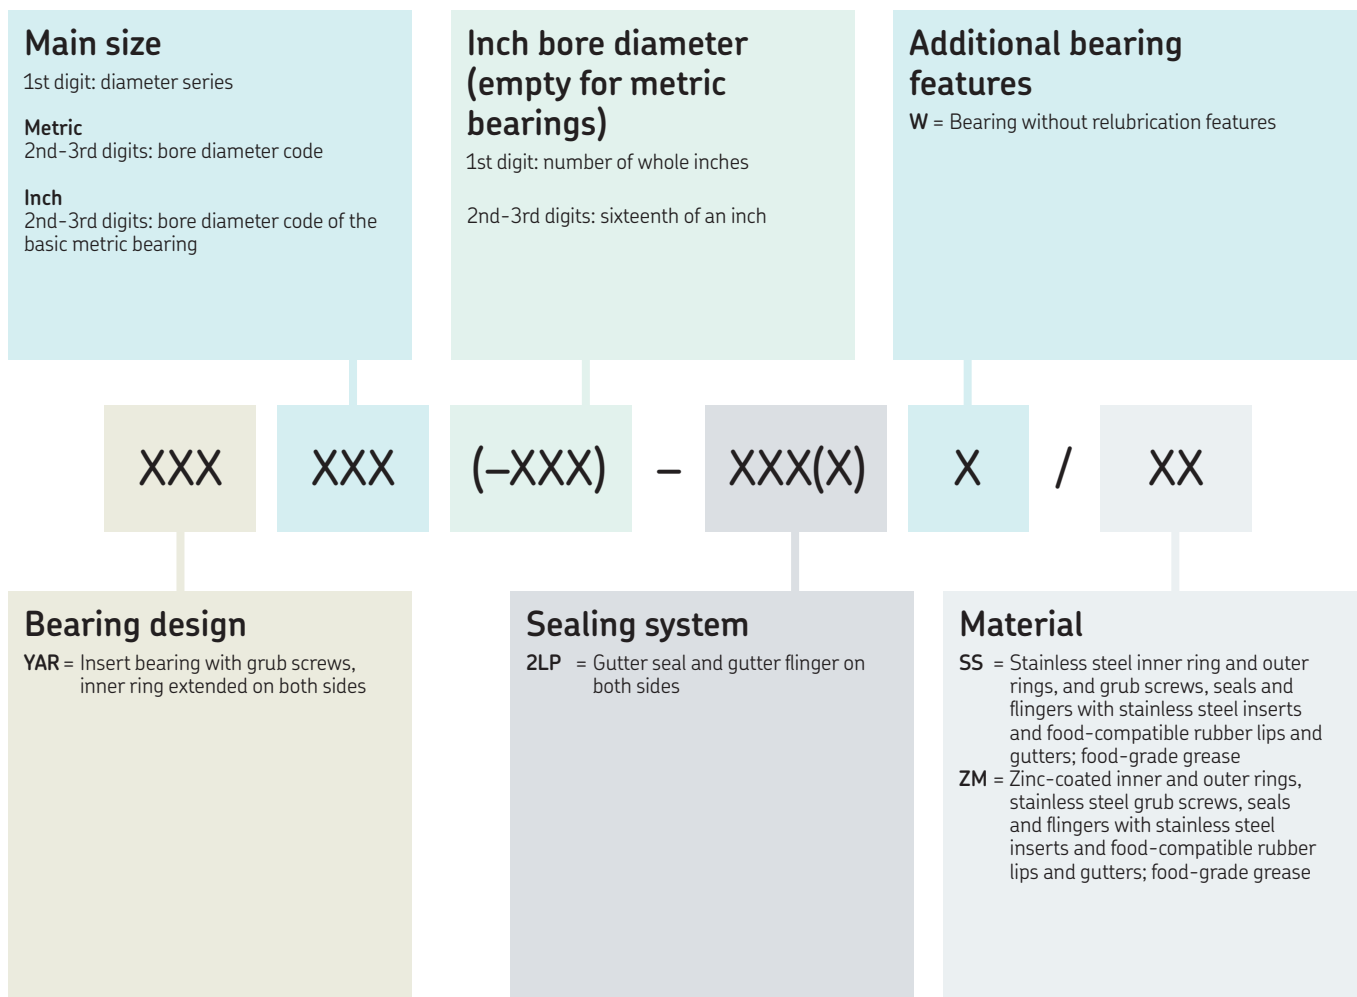 Main size
1st digit: diameter series
Metric
2nd-3rd digits: bore diameter code
Inch
2nd-3rd digits: bore diameter code of the
basic metric bearing
Inch bore diameter
(empty for metric
bearings)
1st digit: number of whole inches
2nd-3rd digits: sixteenth of an inch
Additional bearing
features
W = Bearing without relubrication features
XXX XXX (–XXX) – XXX(X) X / XX
Bearing design
YAR = Insert bearing with grub screws,
inner ring extended on both sides
Sealing system
2LP = Gutter seal and gutter flinger on
both sides
Material
SS = Stainless steel inner ring and outer
rings, and grub screws, seals and
flingers with stainless steel inserts
and food-compatible rubber lips and
gutters; food-grade grease
ZM = Zinc-coated inner and outer rings,
stainless steel grub screws, seals
and flingers with stainless steel
inserts and food-compatible rubber
lips and gutters; food-grade grease